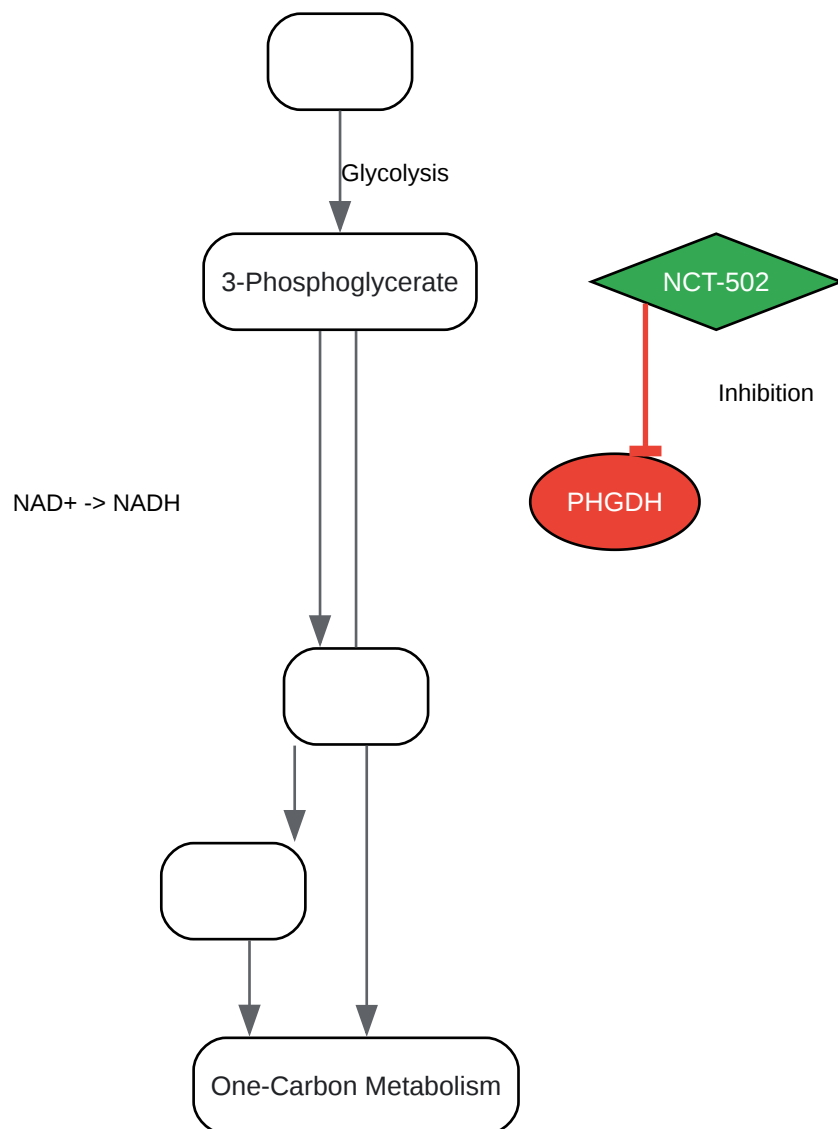 Glycolysis
3-Phosphoglycerate
NCT-502
Inhibition
NAD+ -> NADH
PHGDH
One-Carbon Metabolism